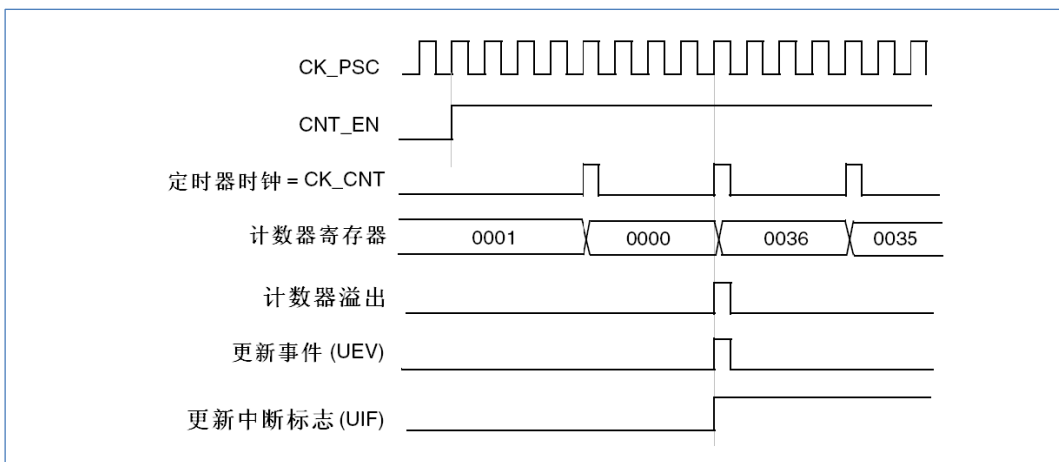 CK_PSC
CNT_EN
定时器时钟 = CK_CNT
计数器寄存器 0001 0000 0036 0035
计数器溢出
更新事件 (UEV)
更新中断标志 (UIF)